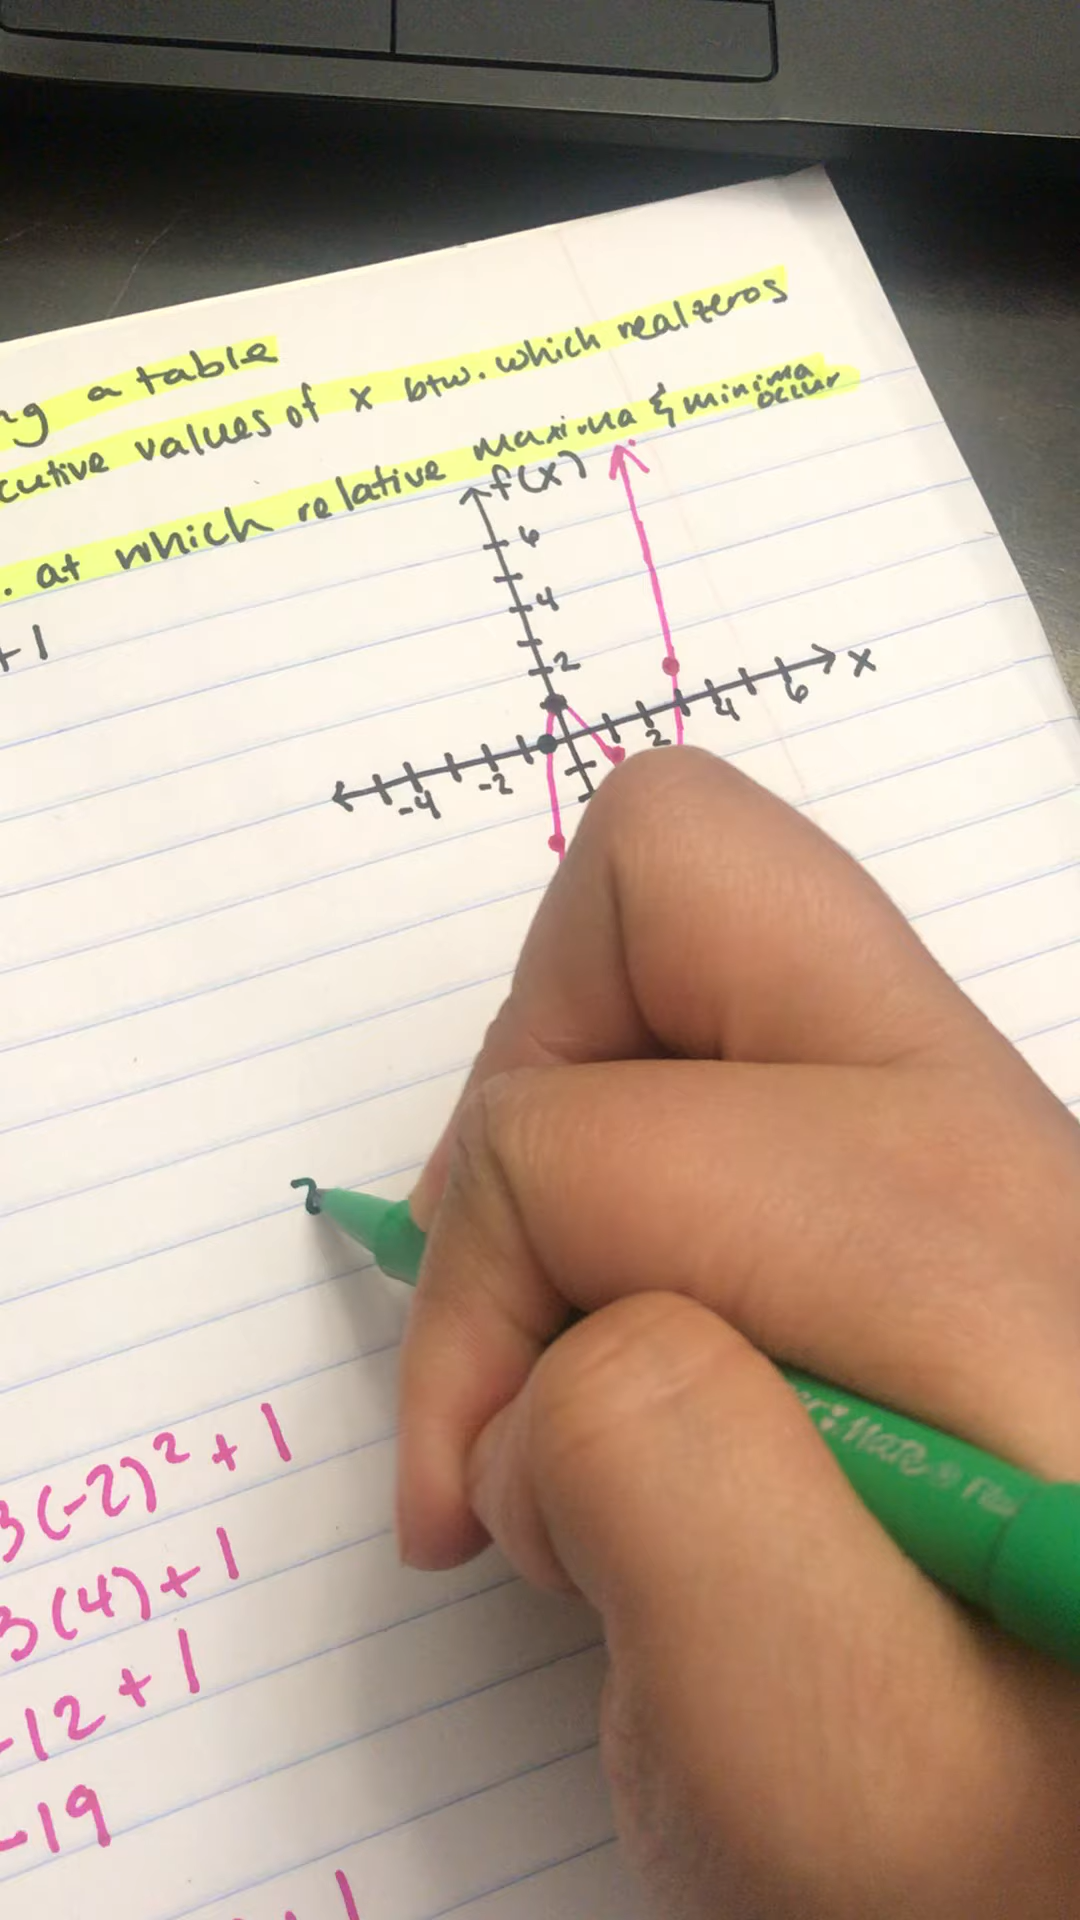 ng a table
cutive values of x btw. which real zeros
. at which relative maxima & minima occur
+1
f(x)
6
4
2
x
-4
-2
2
4
6
3(-2)² + 1
3(4) + 1
-12 + 1
-19